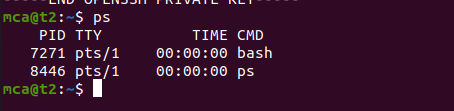 -----END OPENSSH PRIVATE KEY-----
mca@t2:~$ ps
    PID TTY          TIME CMD
   7271 pts/1    00:00:00 bash
   8446 pts/1    00:00:00 ps
mca@t2:~$